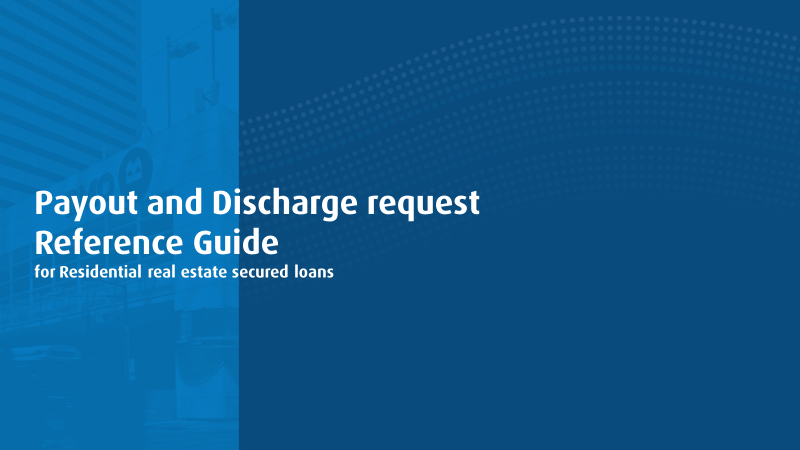 Payout and Discharge request
Reference Guide
for Residential real estate secured loans